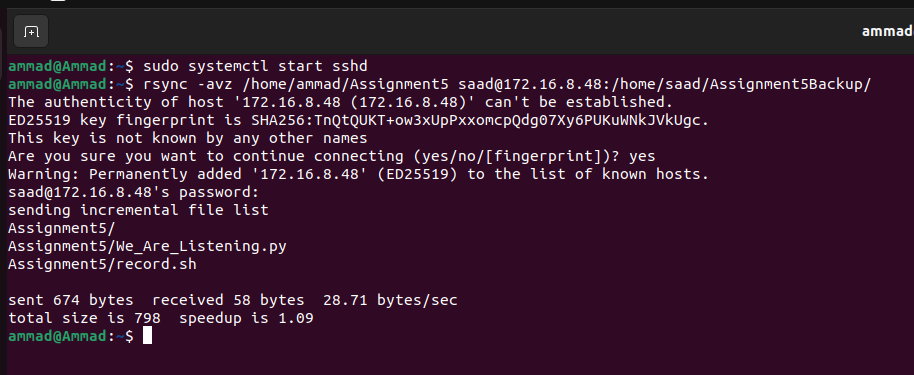 ammad
ammad@Ammad:~$ sudo systemctl start sshd
ammad@Ammad:~$ rsync -avz /home/ammad/Assignment5 saad@172.16.8.48:/home/saad/Assignment5Backup/
The authenticity of host '172.16.8.48 (172.16.8.48)' can't be established.
ED25519 key fingerprint is SHA256:TnQtQUKT+ow3xUpPxxomcpQdg07Xy6PUKuWNkJVkUgc.
This key is not known by any other names
Are you sure you want to continue connecting (yes/no/[fingerprint])? yes
Warning: Permanently added '172.16.8.48' (ED25519) to the list of known hosts.
saad@172.16.8.48's password:
sending incremental file list
Assignment5/
Assignment5/We_Are_Listening.py
Assignment5/record.sh
sent 674 bytes  received 58 bytes  28.71 bytes/sec
total size is 798  speedup is 1.09
ammad@Ammad:~$